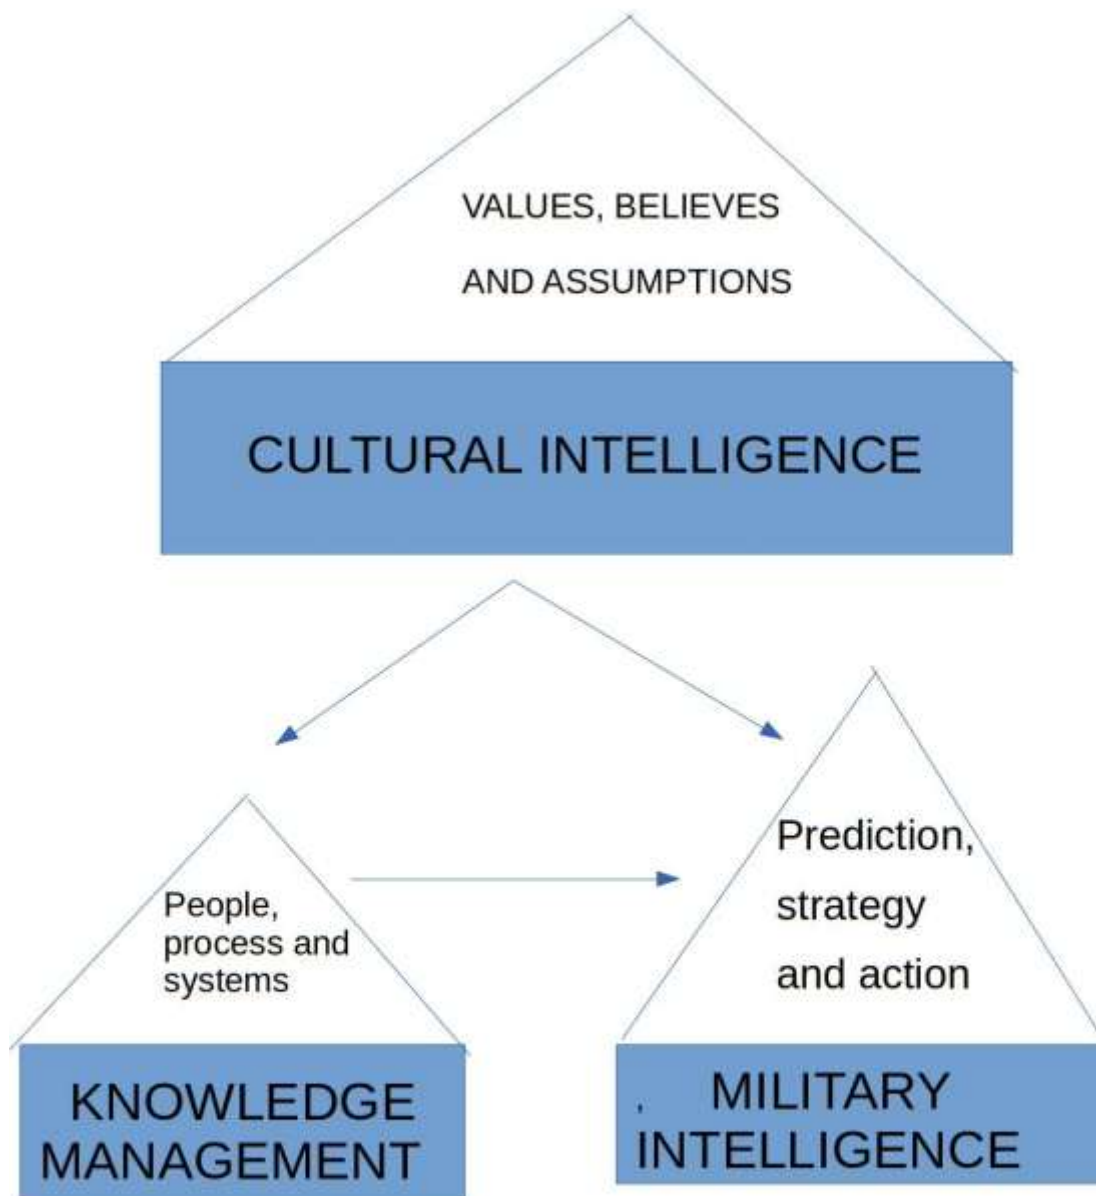 VALUES, BELIEVES
AND ASSUMPTIONS
CULTURAL INTELLIGENCE
People,
process and
systems
KNOWLEDGE
MANAGEMENT
Prediction,
strategy
and action
, MILITARY
INTELLIGENCE